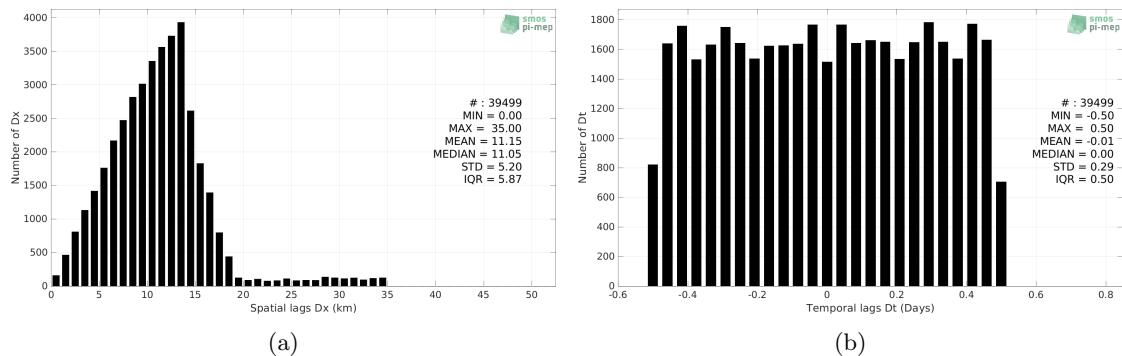 4000
3500
3000
2500
2000
1500
1000
500
0
Number of Dx
smos
pi-mep
# : 39499
MIN = 0.00
MAX = 35.00
MEAN = 11.15
MEDIAN = 11.05
STD = 5.20
IQR = 5.87
0 5 10 15 20 25 30 35 40 45 50
Spatial lags Dx (km)
(a)
1800
1600
1400
1200
1000
800
600
400
200
0
Number of Dt
smos
pi-mep
# : 39499
MIN = -0.50
MAX = 0.50
MEAN = -0.01
MEDIAN = 0.00
STD = 0.29
IQR = 0.50
-0.6 -0.4 -0.2 0 0.2 0.4 0.6 0.8
Temporal lags Dt (Days)
(b)